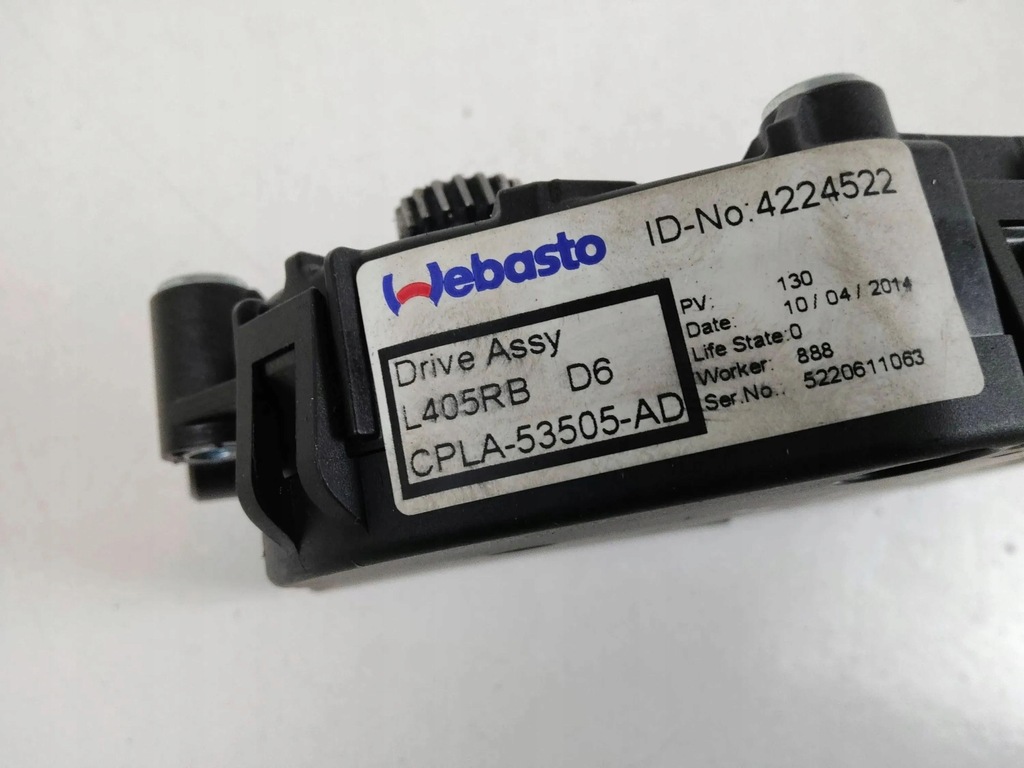 Webasto
ID-No:4224522
Drive Assy
L405RB D6
CPLA-53505-AD
PV: 130
Date: 10/04/2014
Life State:0
Worker: 888
Ser.No.: 5220611063